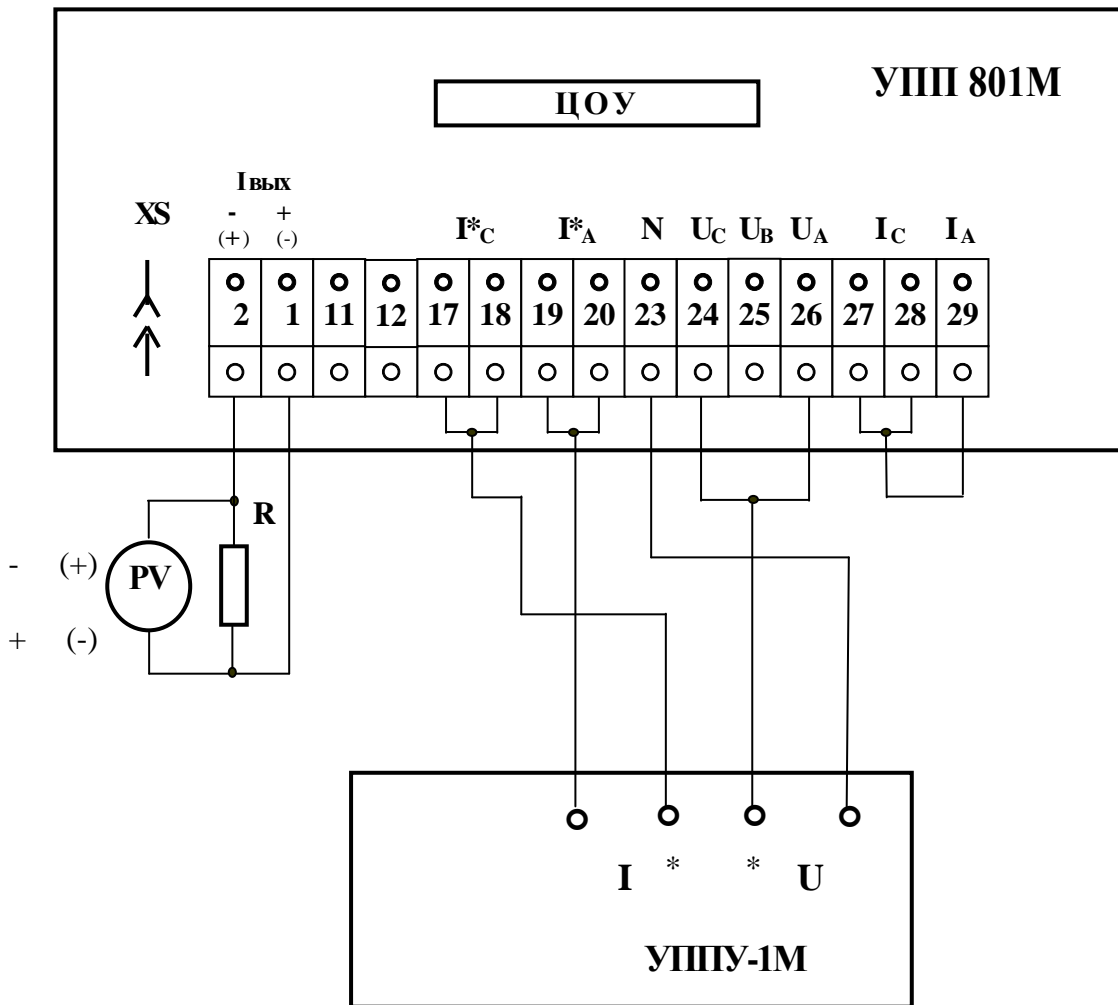 УПП 801М
ЦОУ
I вых
XS - +
(+) (-)
I*C I*A N UC UB UA IC IA
2 1 11 12 17 18 19 20 23 24 25 26 27 28 29
R
- (+) PV
+ (-)
I * * U
УППУ-1М